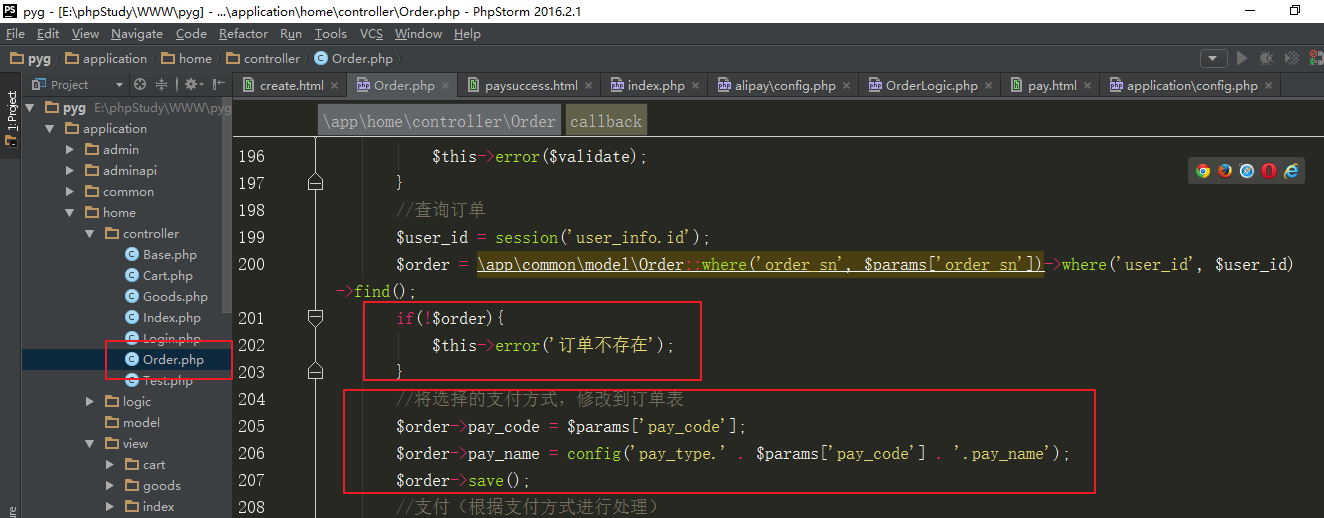 pyg - [E:\phpStudy\WWW\pyg] - ...\application\home\controller\Order.php - PhpStorm 2016.2.1
File Edit View Navigate Code Refactor Run Tools VCS Window Help
pyg application home controller Order.php
Project
create.html Order.php paysuccess.html index.php alipay\config.php OrderLogic.php pay.html application\config.php
1: Project
pyg E:\phpStudy\WWW\pyg
application
admin
adminapi
common
home
controller
Base.php
Cart.php
Goods.php
Index.php
Login.php
Order.php
Test.php
logic
model
view
cart
goods
index
\app\home\controller\Order callback
196 $this->error($validate);
197 }
198 //查询订单
199 $user_id = session('user_info.id');
200 $order = \app\common\model\Order::where('order_sn', $params['order_sn'])->where('user_id', $user_id)
->find();
201 if(!$order){
202 $this->error('订单不存在');
203 }
204 //将选择的支付方式，修改到订单表
205 $order->pay_code = $params['pay_code'];
206 $order->pay_name = config('pay_type.' . $params['pay_code'] . '.pay_name');
207 $order->save();
208 //支付（根据支付方式进行处理）